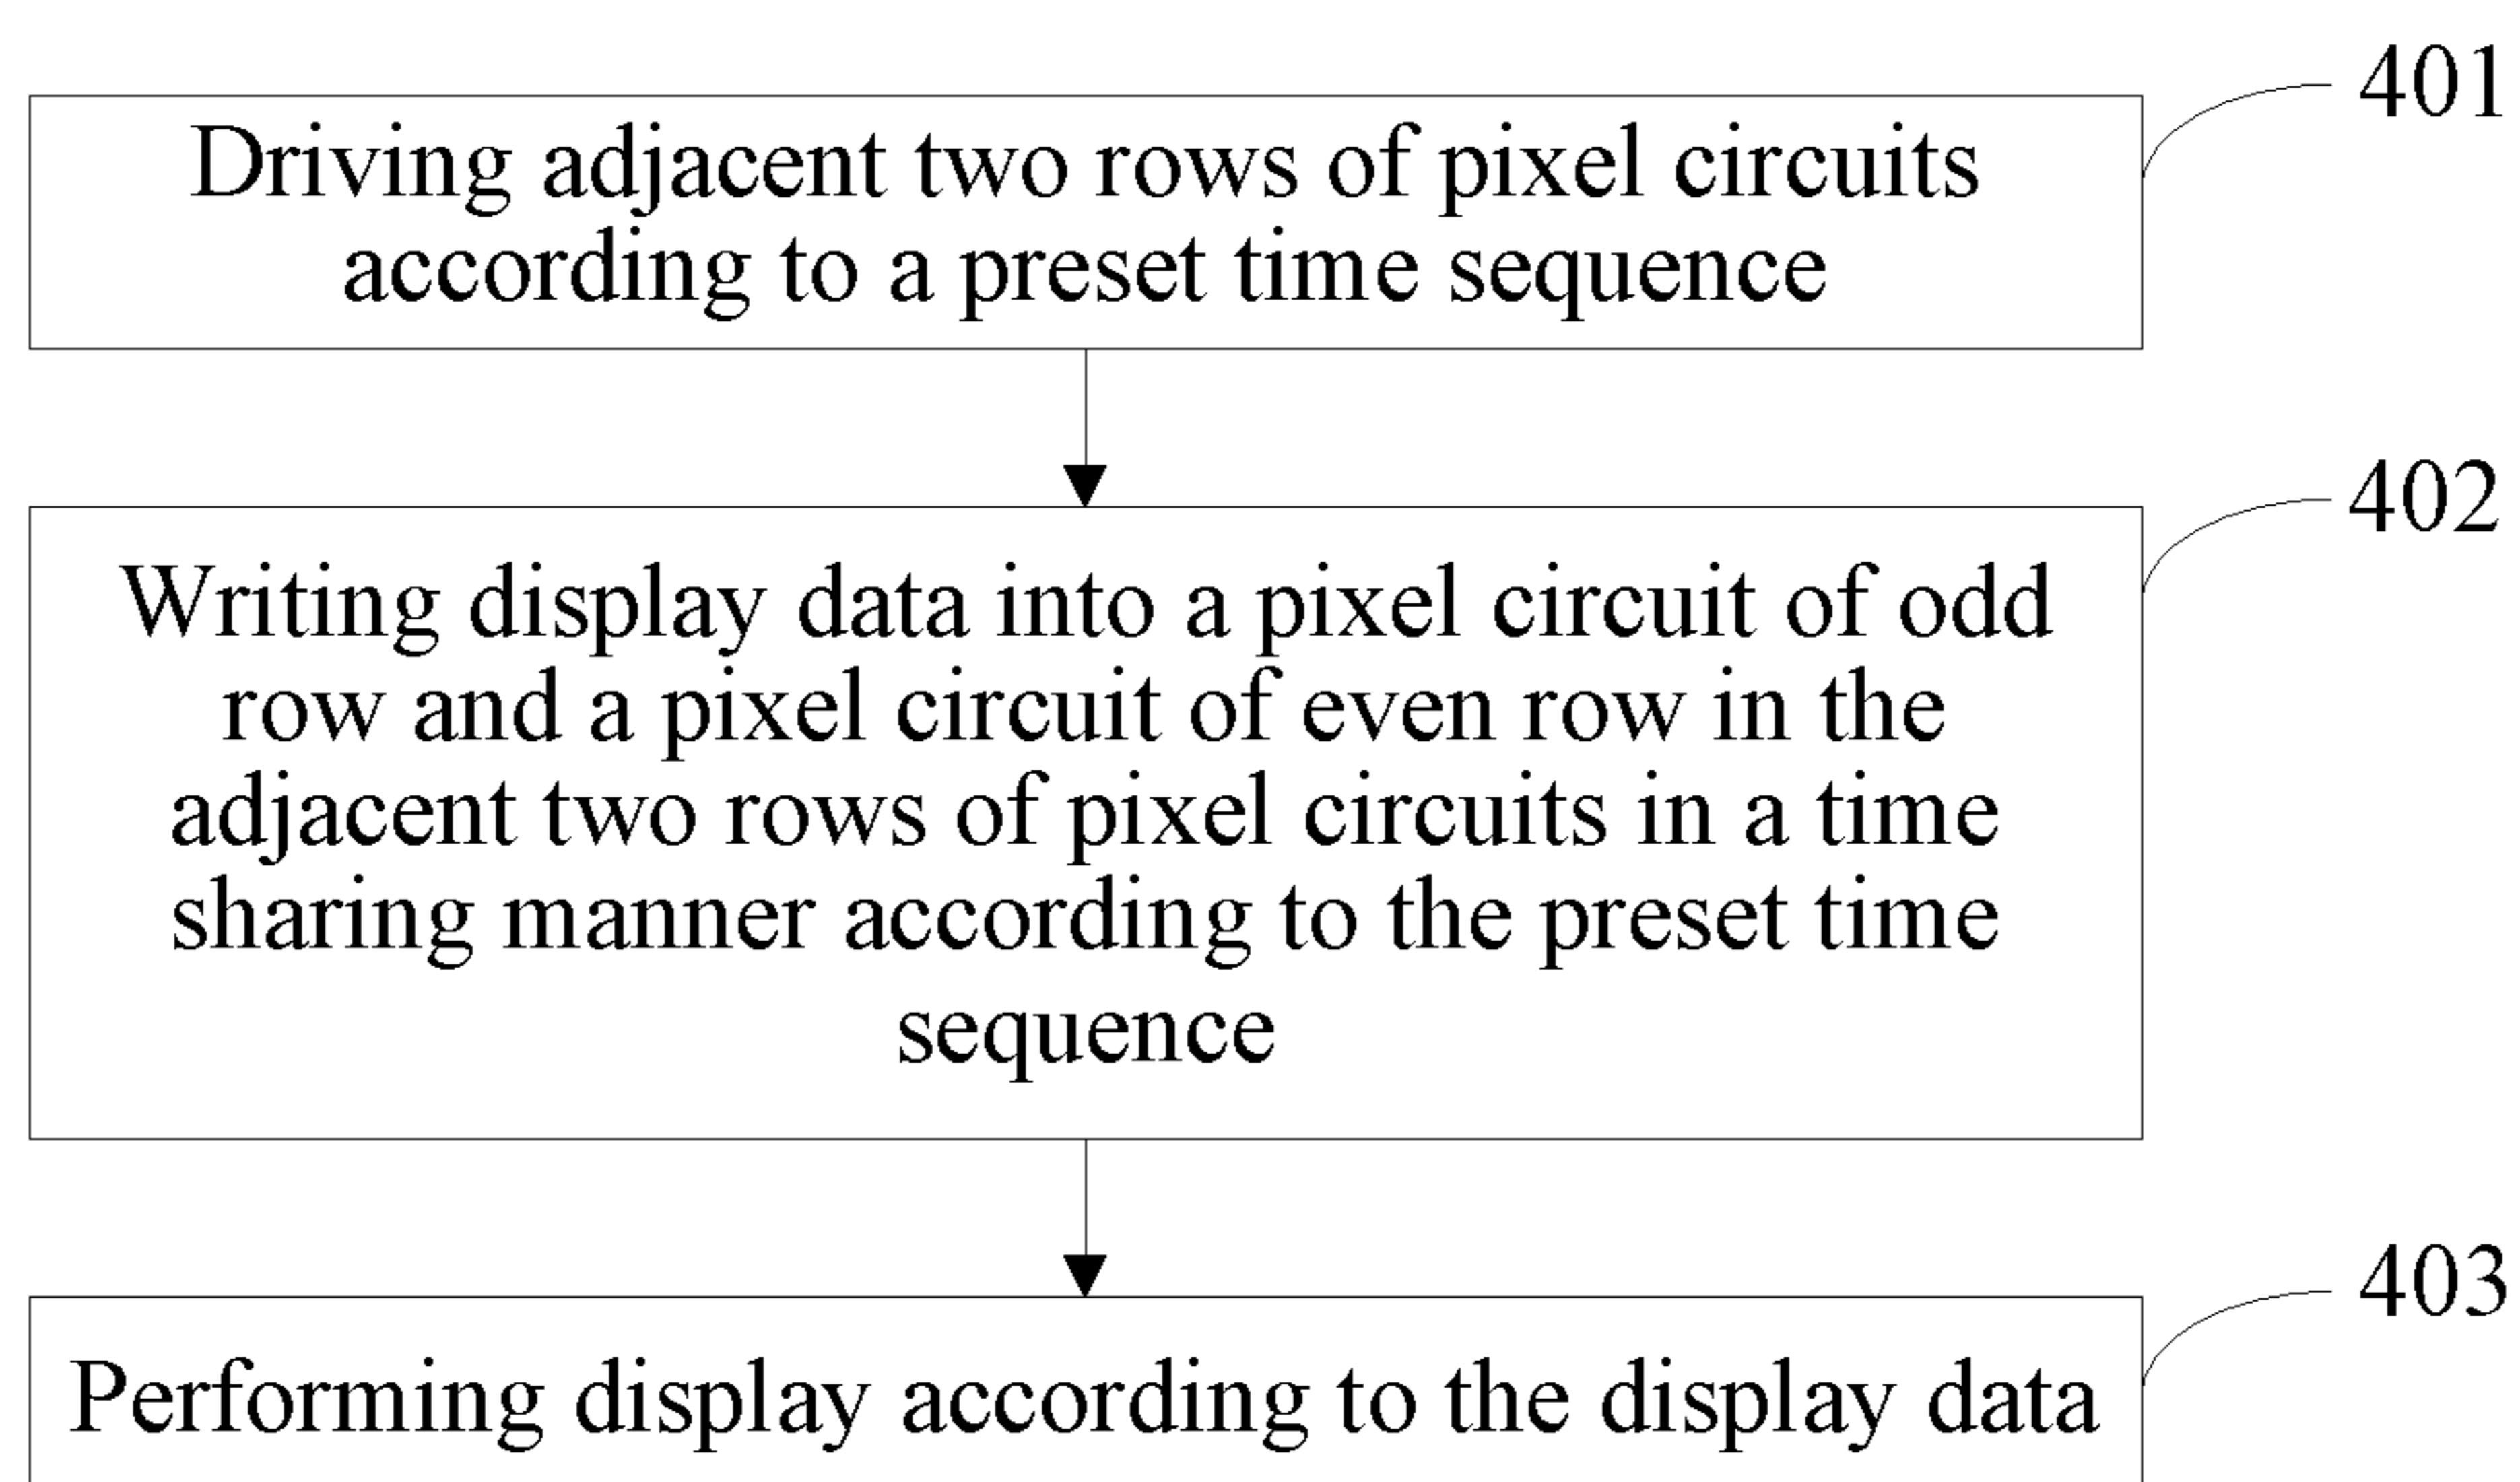 401
Driving adjacent two rows of pixel circuits
according to a preset time sequence
402
Writing display data into a pixel circuit of odd
row and a pixel circuit of even row in the
adjacent two rows of pixel circuits in a time
sharing manner according to the preset time
sequence
403
Performing display according to the display data